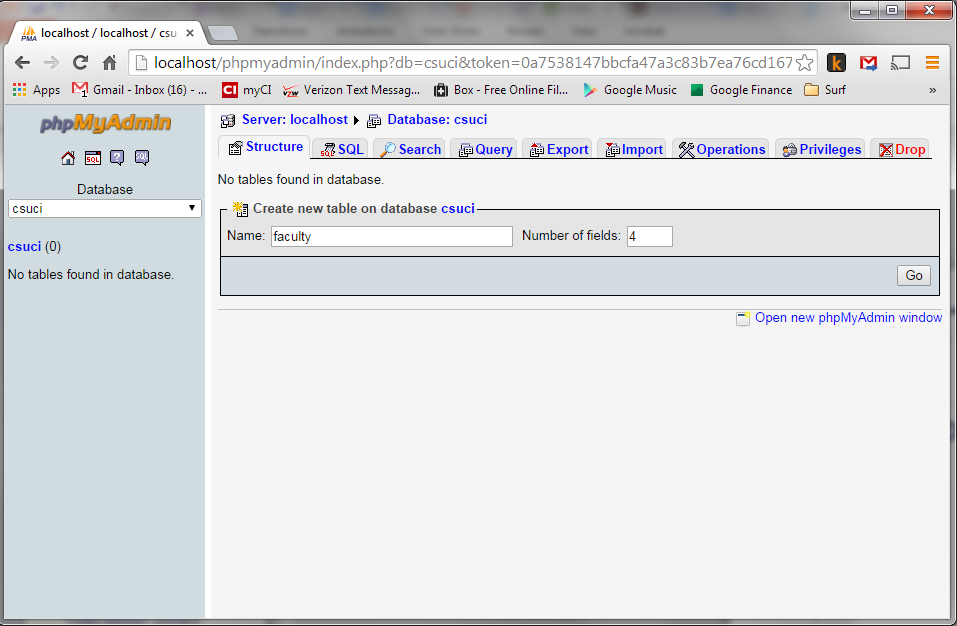 localhost / localhost / csu
localhost/phpmyadmin/index.php?db=csuci&token=0a7538147bbcfa47a3c83b7ea76cd167
Apps Gmail - Inbox (16) - ... CI myCI Verizon Text Messag... Box - Free Online Fil... Google Music Google Finance Surf »
phpMyAdmin
Database
csuci
csuci (0)
No tables found in database.
Server: localhost Database: csuci
Structure SQL Search Query Export Import Operations Privileges Drop
No tables found in database.
Create new table on database csuci
Name: faculty Number of fields: 4
Go
Open new phpMyAdmin window